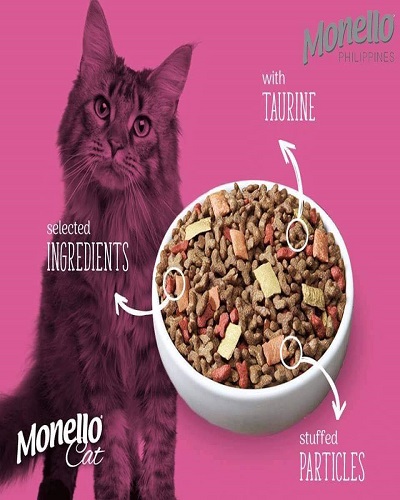 Monello
PHILIPPINES
with
TAURINE
selected
INGREDIENTS
Monello
Cat
stuffed
PARTICLES